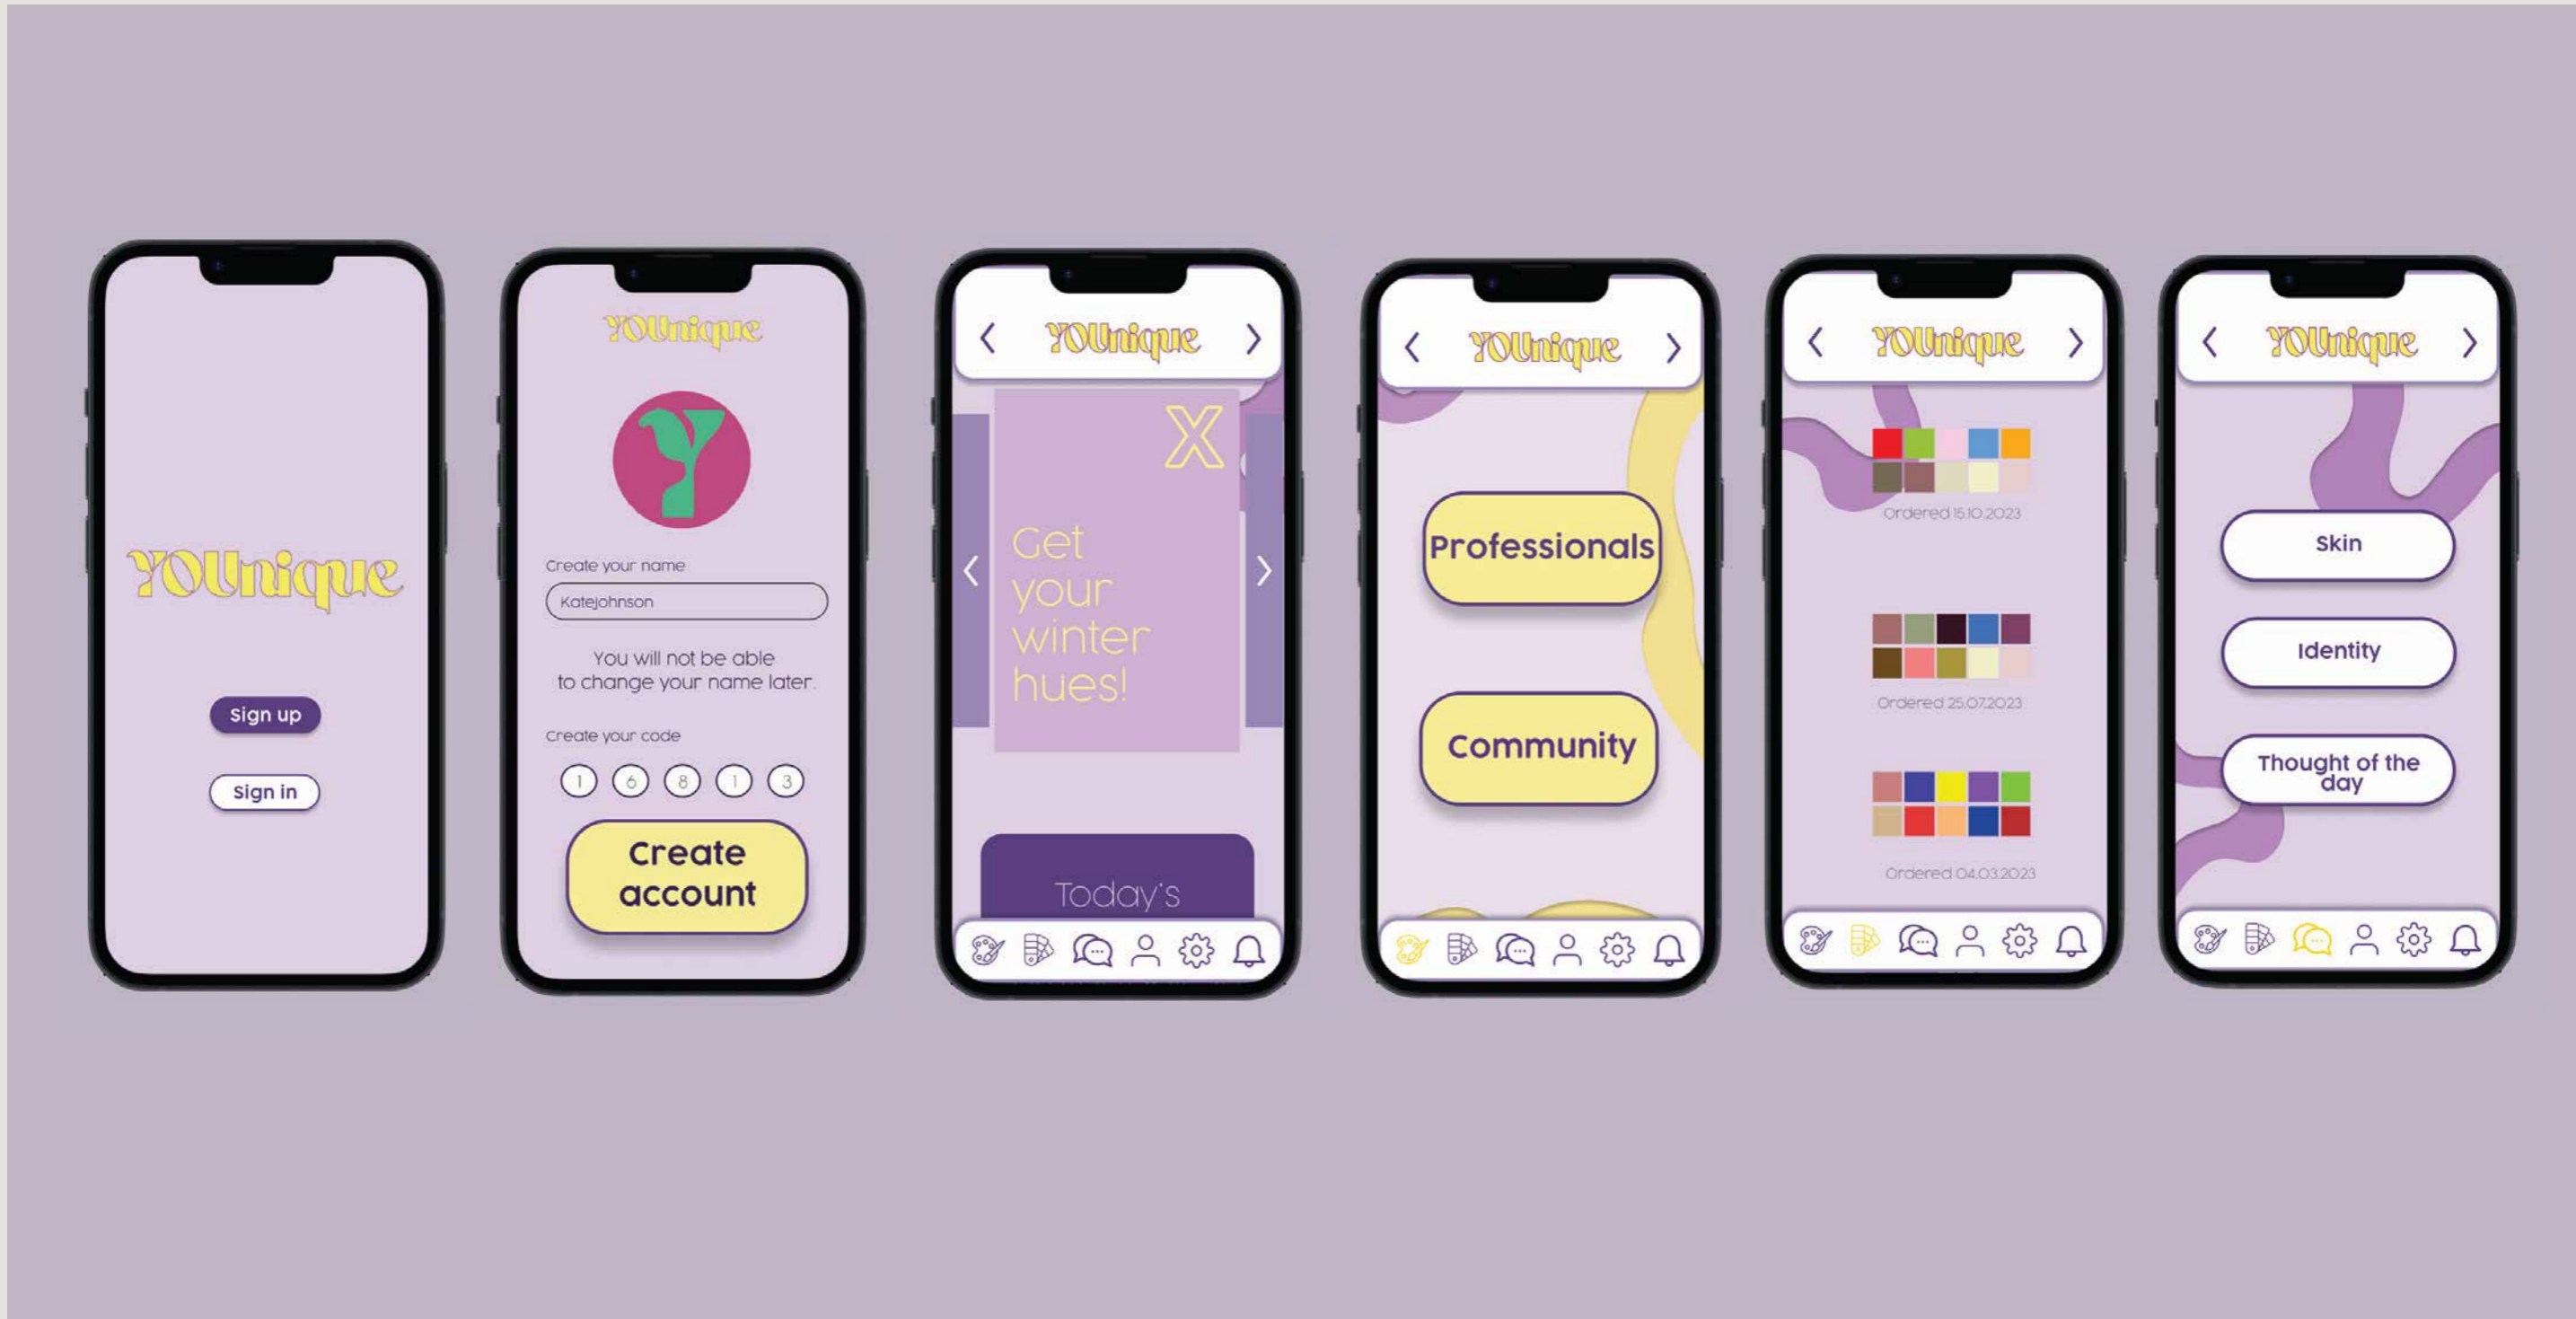 YOUnique
Sign up
Sign in
YOUnique
Create your name
Katejohnson
You will not be able
to change your name later.
Create your code
1 6 8 1 3
Create
account
YOUnique
X
Get
your
winter
hues!
Today's
YOUnique
Professionals
Community
YOUnique
Ordered 15.10.2023
Ordered 25.07.2023
Ordered 04.03.2023
YOUnique
Skin
Identity
Thought of the
day